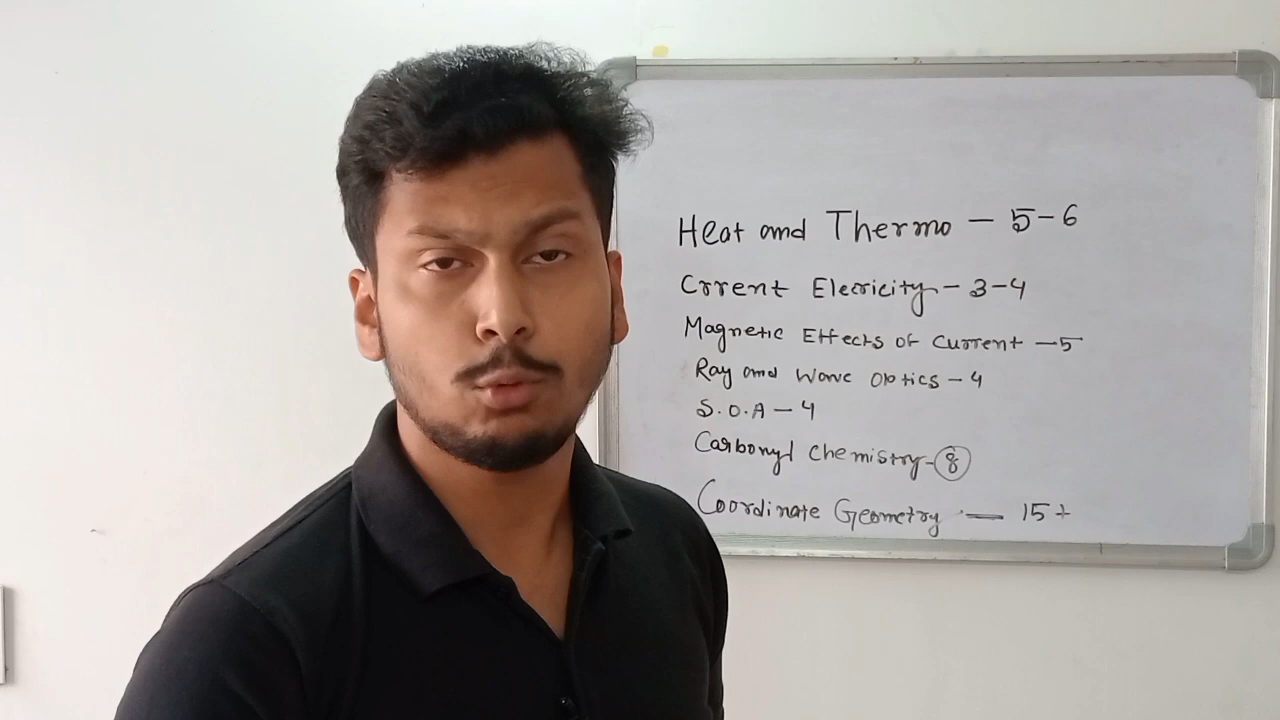 Heat and Thermo - 5-6
Crrent Elecricity - 3-4
Magnetic Effects of Current - 5
Ray and Wave Optics - 4
S.O.A - 4
Carbonyl Chemistry - 8
Coordinate Geometry - 15+